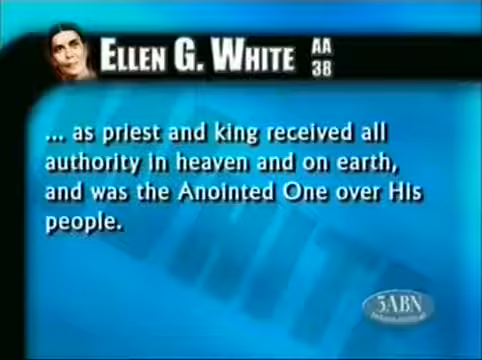 ELLEN G. WHITE AA 38
... as priest and king received all
authority in heaven and on earth,
and was the Anointed One over His
people.
3ABN